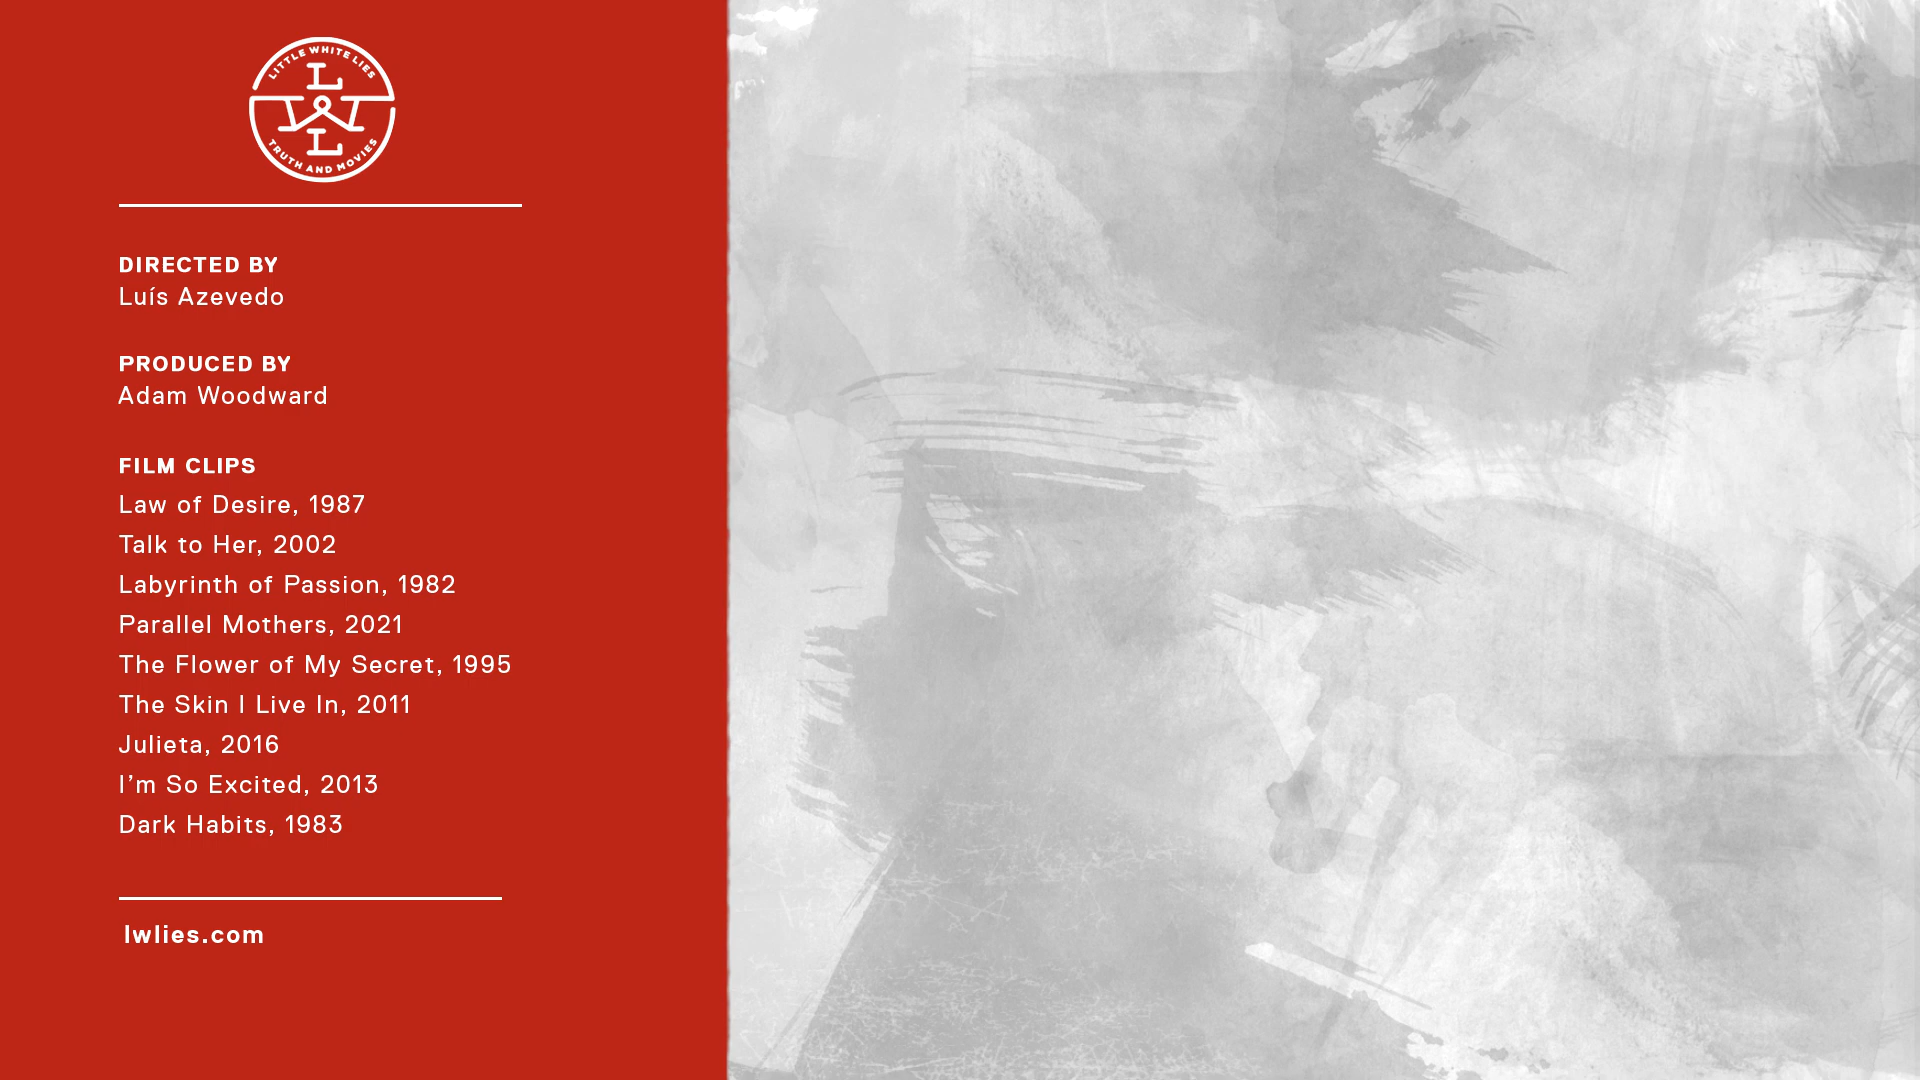 LITTLE WHITE LIES
L
W
L
TRUTH AND MOVIES
DIRECTED BY
Luís Azevedo
PRODUCED BY
Adam Woodward
FILM CLIPS
Law of Desire, 1987
Talk to Her, 2002
Labyrinth of Passion, 1982
Parallel Mothers, 2021
The Flower of My Secret, 1995
The Skin I Live In, 2011
Julieta, 2016
I’m So Excited, 2013
Dark Habits, 1983
lwlies.com